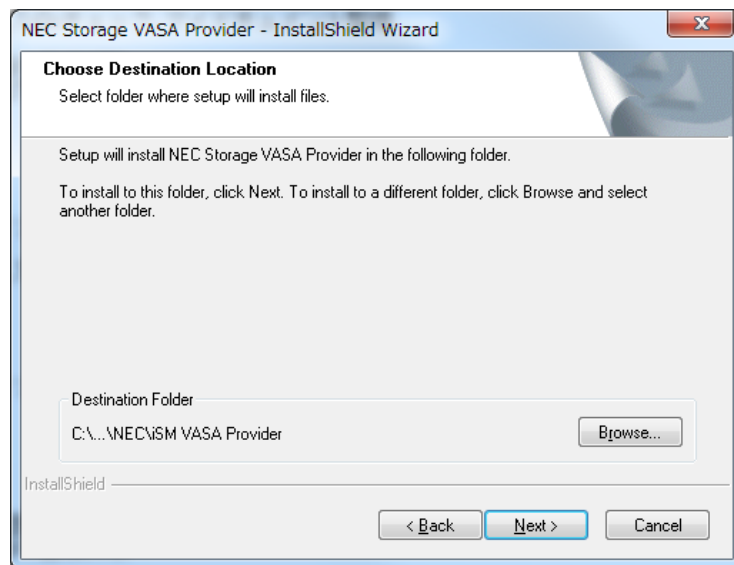 NEC Storage VASA Provider - InstallShield Wizard
Choose Destination Location
Select folder where setup will install files.
Setup will install NEC Storage VASA Provider in the following folder.
To install to this folder, click Next. To install to a different folder, click Browse and select
another folder.
Destination Folder
C:\...\NEC\iSM VASA Provider
Browse...
InstallShield
< Back
Next >
Cancel